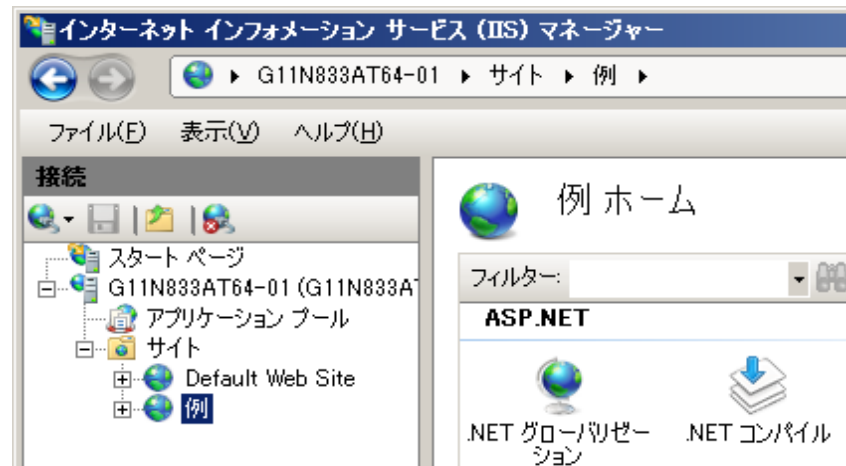 インターネット インフォメーション サービス (IIS) マネージャー
G11N833AT64-01 ▸ サイト ▸ 例 ▸
ファイル(F) 表示(V) ヘルプ(H)
接続
スタート ページ
G11N833AT64-01 (G11N833A
アプリケーション プール
サイト
Default Web Site
例
例 ホーム
フィルター:
ASP.NET
.NET グローバリゼー
ション
.NET コンパイル